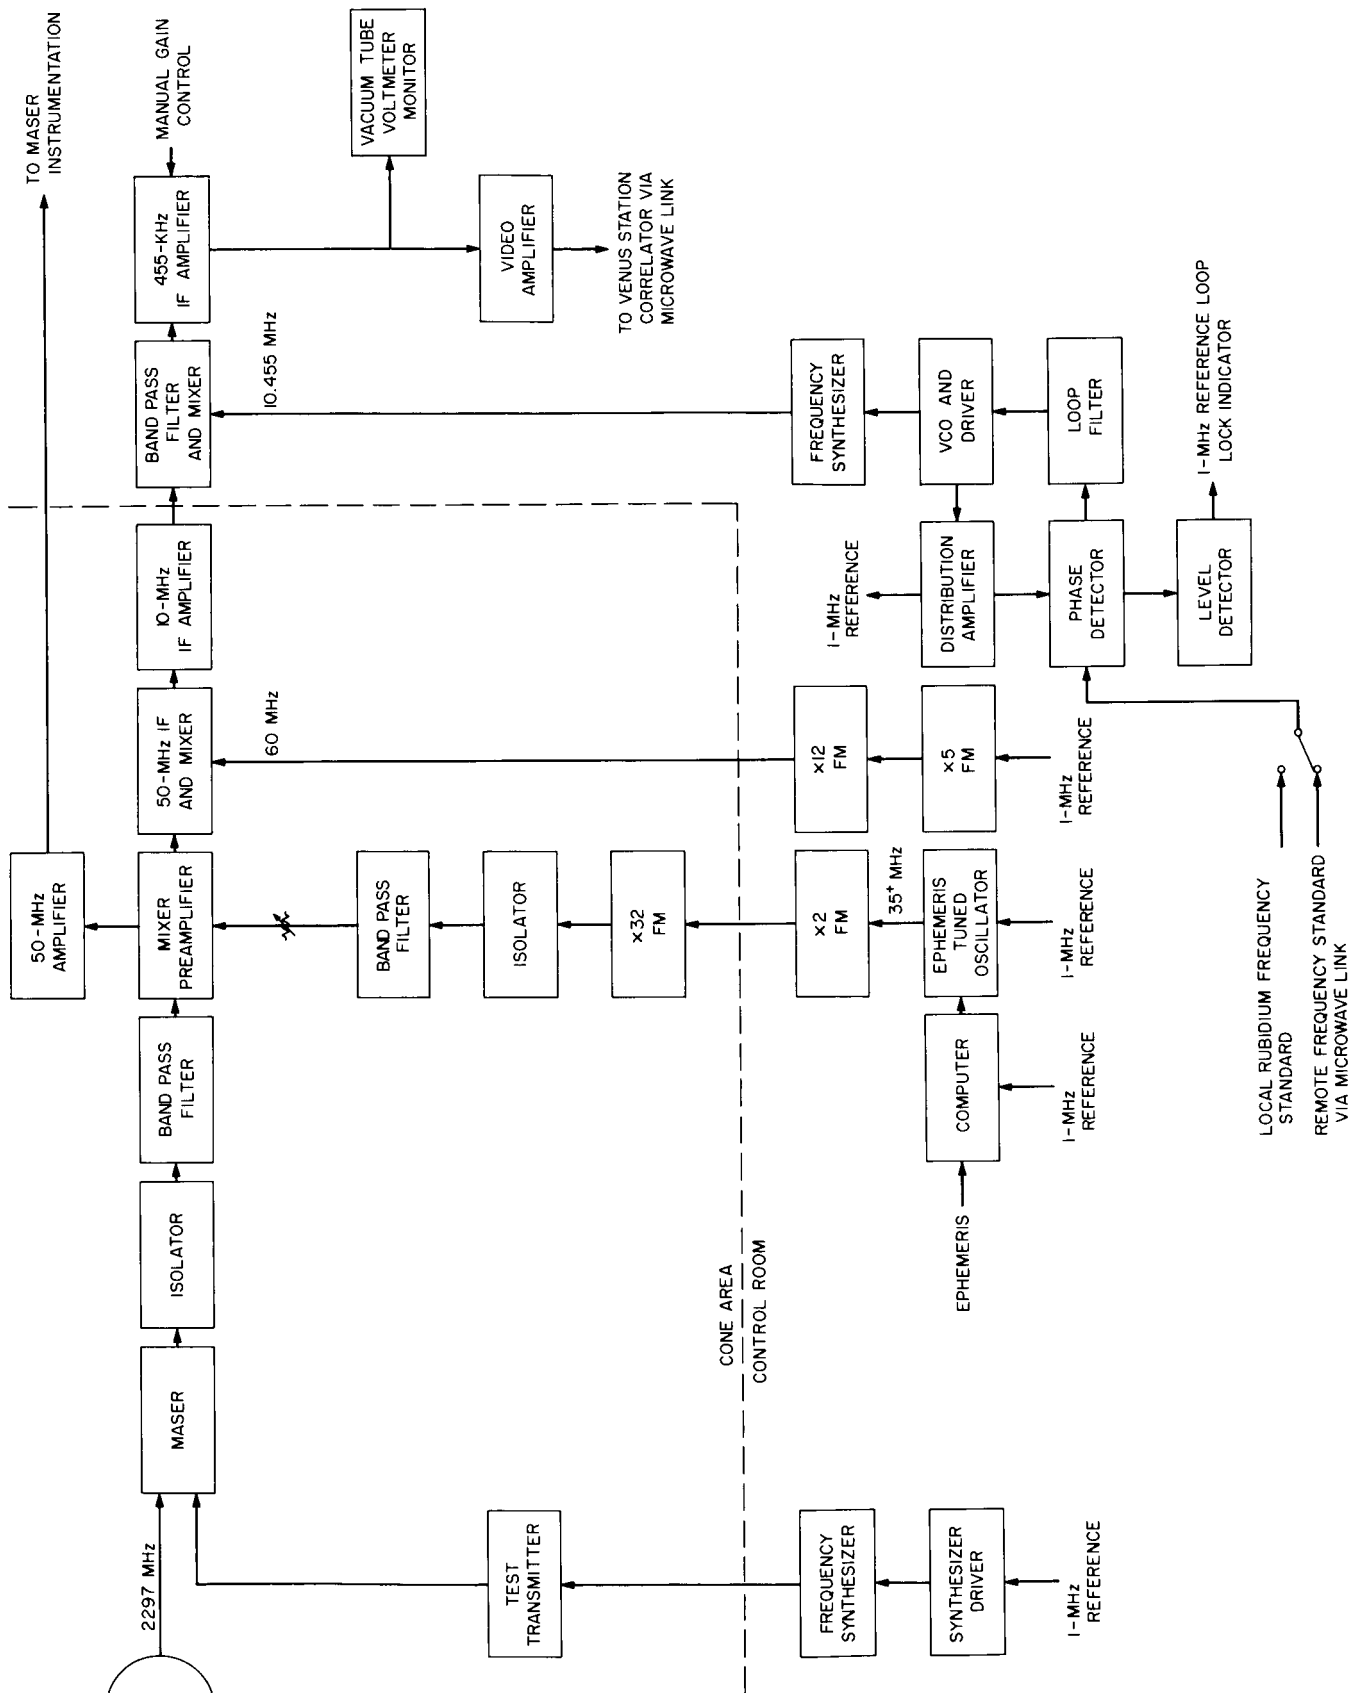 TO MASER
INSTRUMENTATION
50-MHz
AMPLIFIER
2297 MHz
MASER
ISOLATOR
BAND PASS
FILTER
MIXER
PREAMPLIFIER
50-MHz IF
AND MIXER
10-MHz
IF AMPLIFIER
BAND PASS
FILTER
AND MIXER
455-KHz
IF AMPLIFIER
MANUAL GAIN
CONTROL
60 MHz
10.455 MHz
BAND PASS
FILTER
VACUUM TUBE
VOLTMETER
MONITOR
TEST
TRANSMITTER
ISOLATOR
VIDEO
AMPLIFIER
×32
FM
TO VENUS STATION
CORRELATOR VIA
MICROWAVE LINK
CONE AREA
CONTROL ROOM
FREQUENCY
SYNTHESIZER
×2
FM
×12
FM
1-MHz
REFERENCE
FREQUENCY
SYNTHESIZER
35+ MHz
SYNTHESIZER
DRIVER
EPHEMERIS
COMPUTER
EPHEMERIS
TUNED
OSCILLATOR
×5
FM
DISTRIBUTION
AMPLIFIER
VCO AND
DRIVER
1-MHz
REFERENCE
1-MHz
REFERENCE
1-MHz
REFERENCE
1-MHz
REFERENCE
PHASE
DETECTOR
LOOP
FILTER
LEVEL
DETECTOR
1-MHz REFERENCE LOOP
LOCK INDICATOR
LOCAL RUBIDIUM FREQUENCY
STANDARD
REMOTE FREQUENCY STANDARD
VIA MICROWAVE LINK